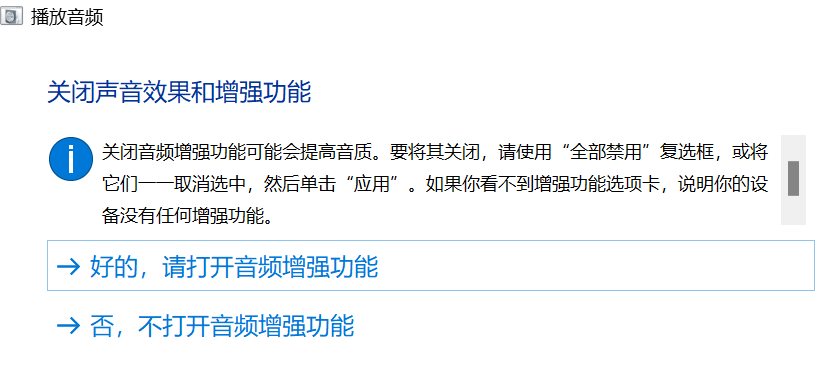 播放音频
关闭声音效果和增强功能
关闭音频增强功能可能会提高音质。要将其关闭，请使用“全部禁用”复选框，或将
它们一一取消选中，然后单击“应用”。如果你看不到增强功能选项卡，说明你的设
备没有任何增强功能。
→ 好的，请打开音频增强功能
→ 否，不打开音频增强功能